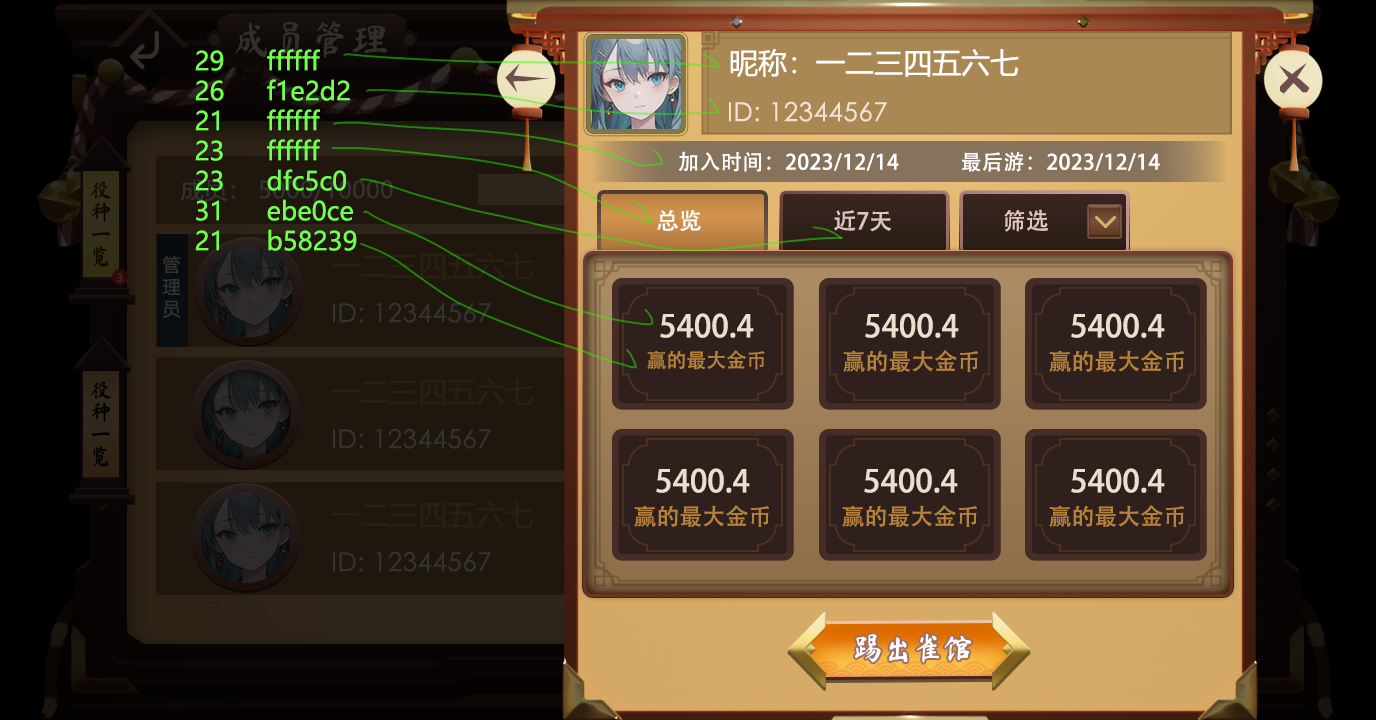 成员管理
29 ffffff
26 f1e2d2
21 ffffff
23 ffffff
23 dfc5c0
31 ebe0ce
21 b58239
成员： 5000/10000
役种一览
3
役种一览
管理员
一二三四五六七
ID: 12344567
一二三四五六七
ID: 12344567
一二三四五六七
ID: 12344567
昵称：一二三四五六七
ID: 12344567
加入时间：2023/12/14 最后游：2023/12/14
总览 近7天 筛选
5400.4 5400.4 5400.4
赢的最大金币 赢的最大金币 赢的最大金币
5400.4 5400.4 5400.4
赢的最大金币 赢的最大金币 赢的最大金币
踢出雀馆